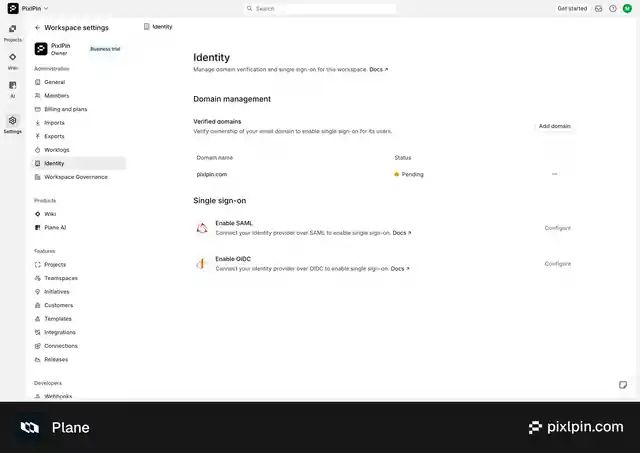 PixlPin
Search
Get started
M
Projects
Wiki
AI
Settings
Workspace settings
PixlPin
Owner
Business trial
Administration
General
Members
Billing and plans
Imports
Exports
Worklogs
Identity
Workspace Governance
Products
Wiki
Plane AI
Features
Projects
Teamspaces
Initiatives
Customers
Templates
Integrations
Connections
Releases
Developers
Webhooks
Identity
Identity
Manage domain verification and single sign-on for this workspace. Docs ↗
Domain management
Verified domains
Verify ownership of your email domain to enable single sign-on for its users.
Add domain
Domain name Status
pixlpin.com Pending
Single sign-on
Enable SAML
Connect your identity provider over SAML to enable single sign-on. Docs ↗
Configure
Enable OIDC
Connect your identity provider over OIDC to enable single sign-on. Docs ↗
Configure
Plane
pixlpin.com